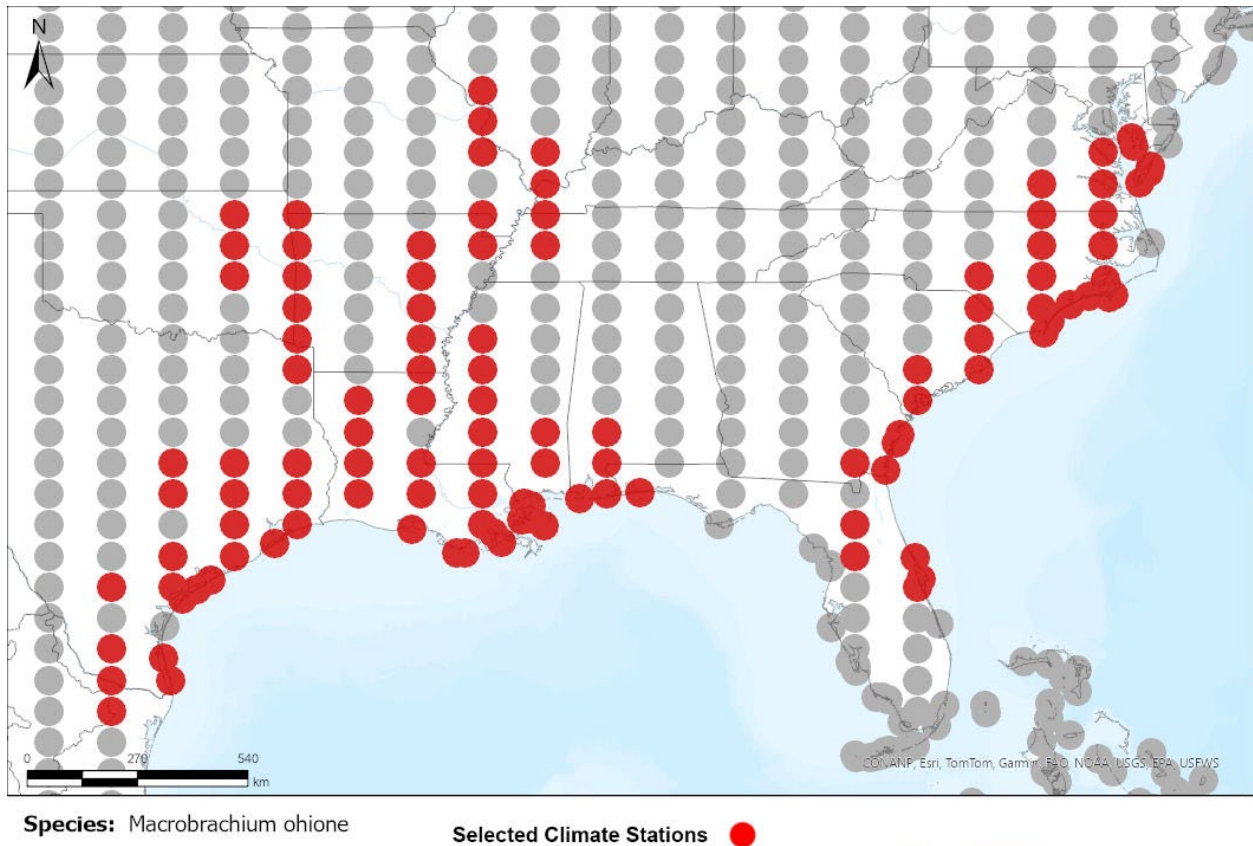 N
0 270 540
km
CONANP, Esri, TomTom, Garmin, FAO, NOAA, USGS, EPA, USFWS
Species: Macrobrachium ohione
Selected Climate Stations